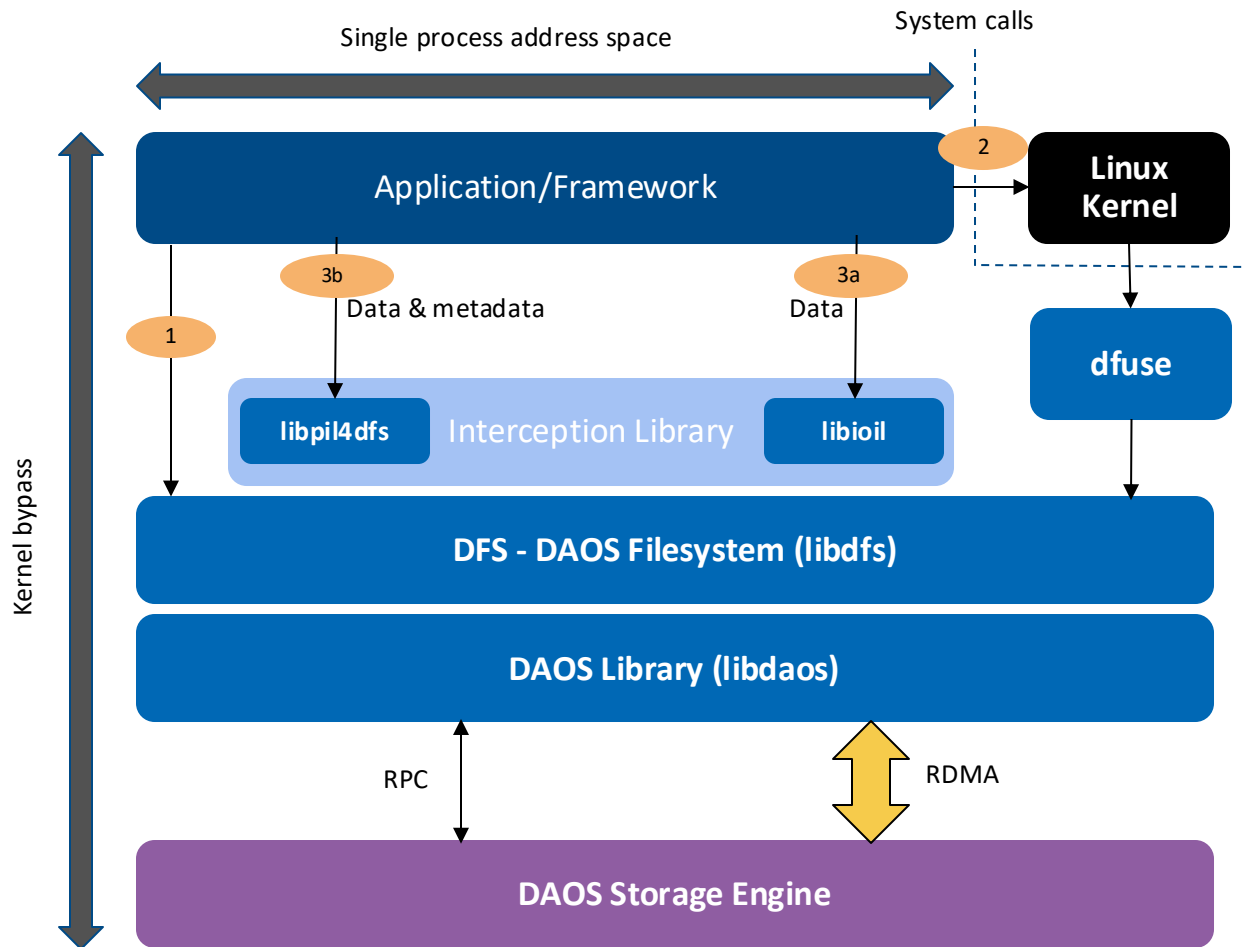 System calls
Single process address space
Application/Framework
2
Linux
Kernel
3b
3a
Data & metadata
Data
1
dfuse
libpil4dfs
Interception Library
libioil
Kernel bypass
DFS - DAOS Filesystem (libdfs)
DAOS Library (libdaos)
RPC
RDMA
DAOS Storage Engine